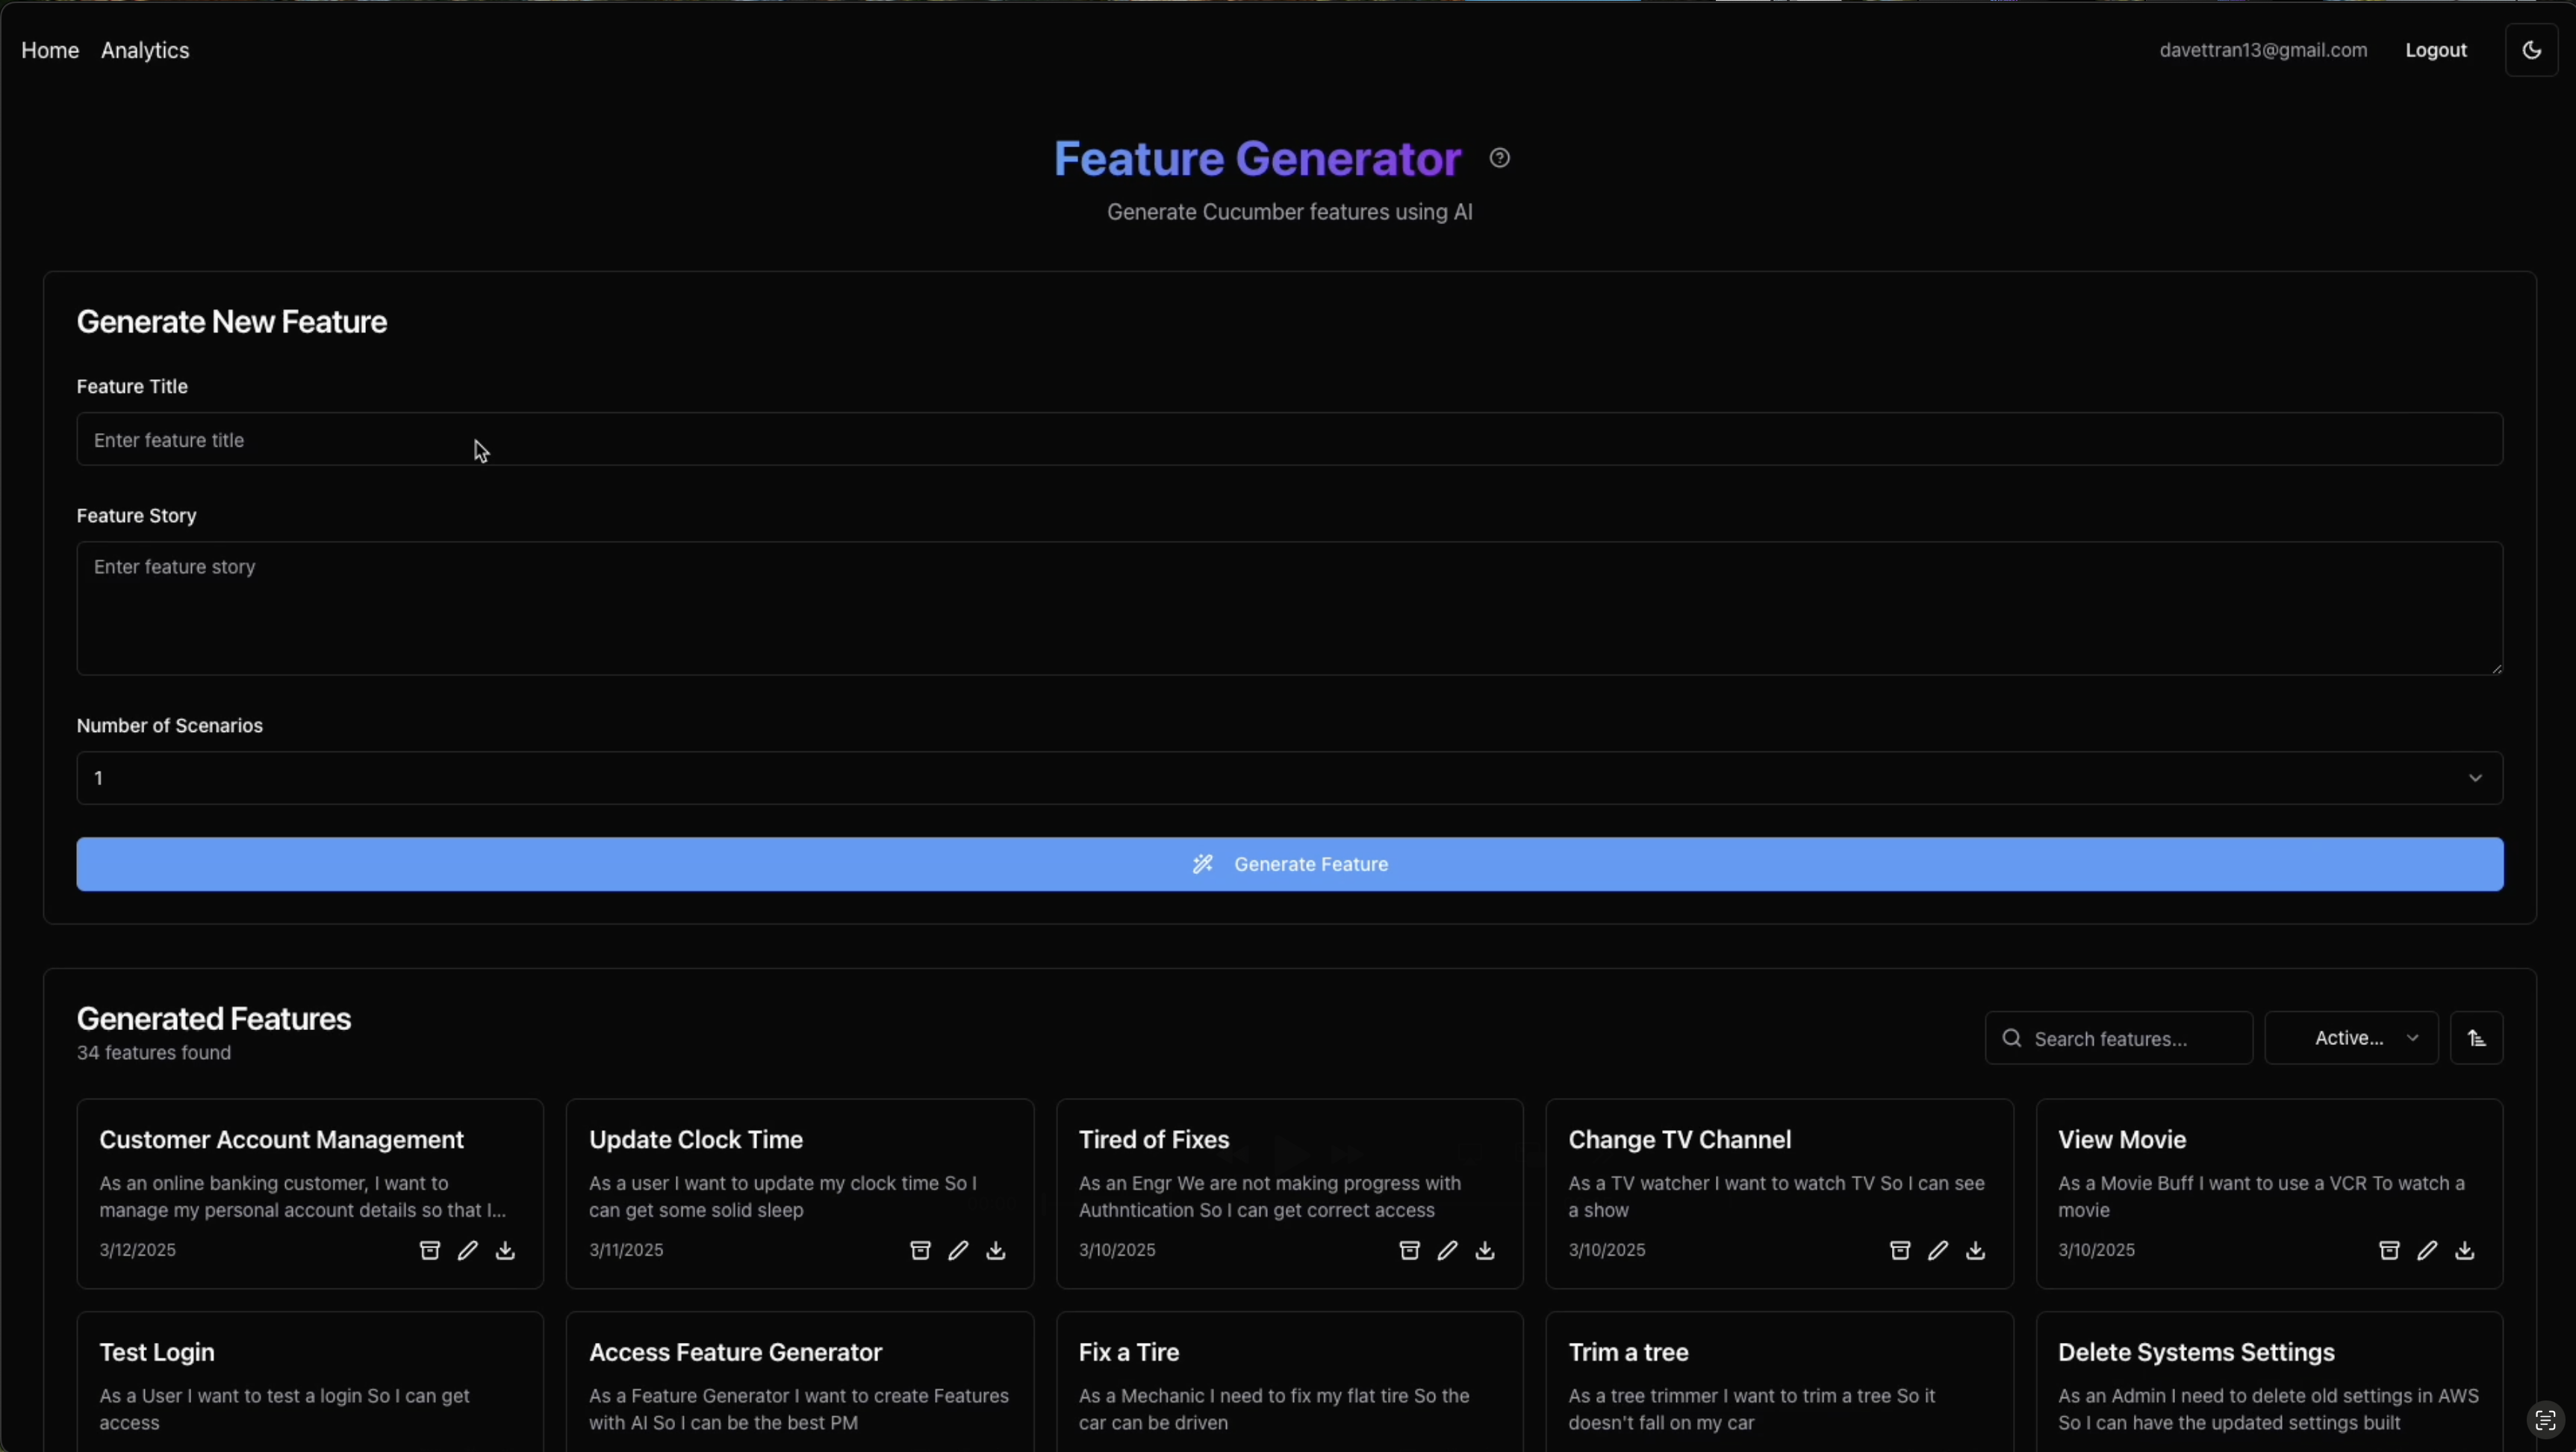 Home Analytics davettran13@gmail.com Logout
Feature Generator
Generate Cucumber features using AI
Generate New Feature
Feature Title
Enter feature title
Feature Story
Enter feature story
Number of Scenarios
1
Generate Feature
Generated Features
34 features found
Search features...
Active...
Customer Account Management
As an online banking customer, I want to
manage my personal account details so that I...
3/12/2025
Update Clock Time
As a user I want to update my clock time So I
can get some solid sleep
3/11/2025
Tired of Fixes
As an Engr We are not making progress with
Authntication So I can get correct access
3/10/2025
Change TV Channel
As a TV watcher I want to watch TV So I can see
a show
3/10/2025
View Movie
As a Movie Buff I want to use a VCR To watch a
movie
3/10/2025
Test Login
As a User I want to test a login So I can get
access
Access Feature Generator
As a Feature Generator I want to create Features
with AI So I can be the best PM
Fix a Tire
As a Mechanic I need to fix my flat tire So the
car can be driven
Trim a tree
As a tree trimmer I want to trim a tree So it
doesn't fall on my car
Delete Systems Settings
As an Admin I need to delete old settings in AWS
So I can have the updated settings built